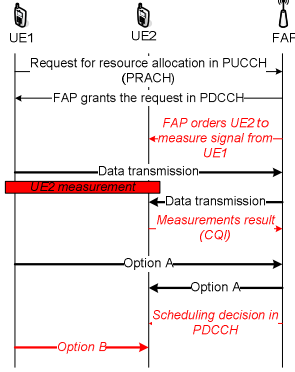 UE1 UE2 FAP
Request for resource allocation in PUCCH
(PRACH)
FAP grants the request in PDCCH
FAP orders UE2 to
measure signal from
UE1
Data transmission
UE2 measurement
Data transmission
Measurements result
(CQI)
Option A
Option A
Scheduling decision in
PDCCH
Option B